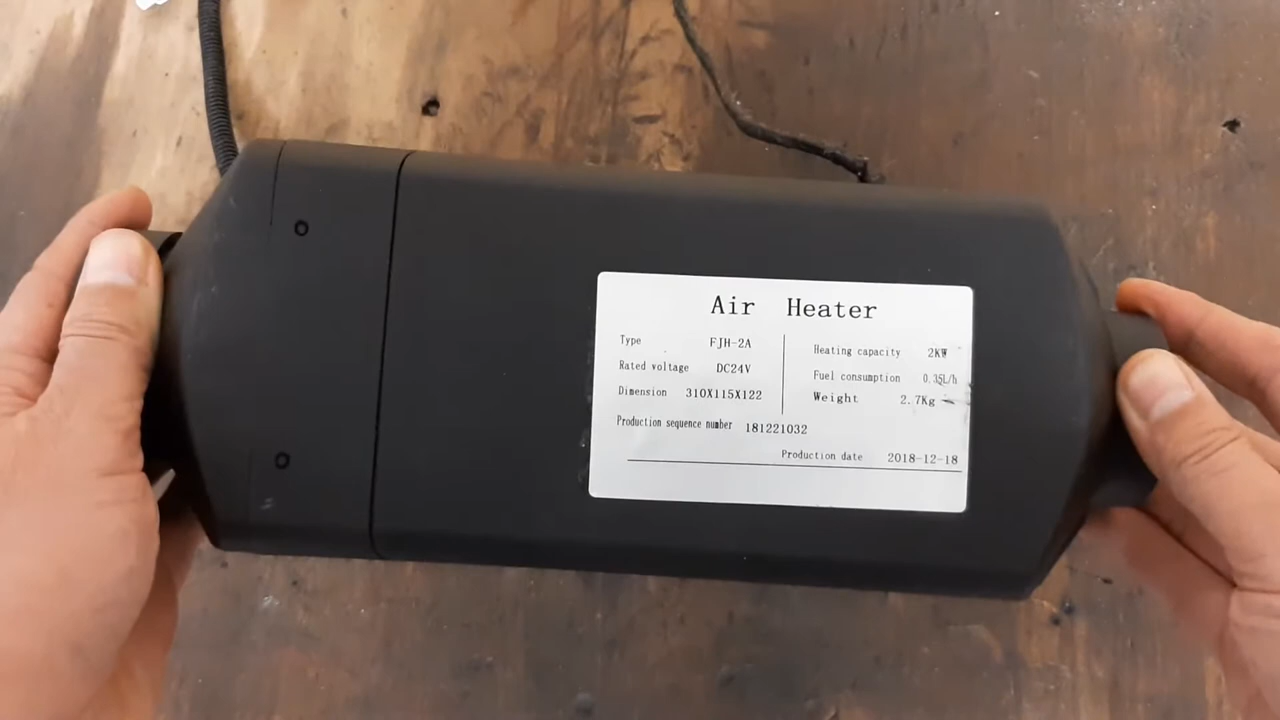 Air Heater
Type FJH-2A
Rated voltage DC24V
Dimension 310X115X122
Heating capacity 2KW
Fuel consumption 0.35L/h
Weight 2.7Kg
Production sequence number 181221032
Production date 2018-12-18